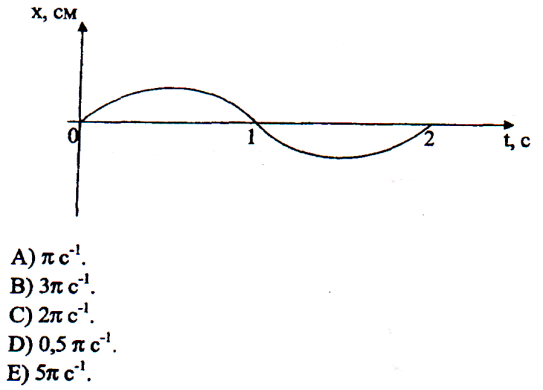 x, см
0 1 2 t, c
A) π c⁻¹.
B) 3π c⁻¹.
C) 2π c⁻¹.
D) 0,5 π c⁻¹.
E) 5π c⁻¹.